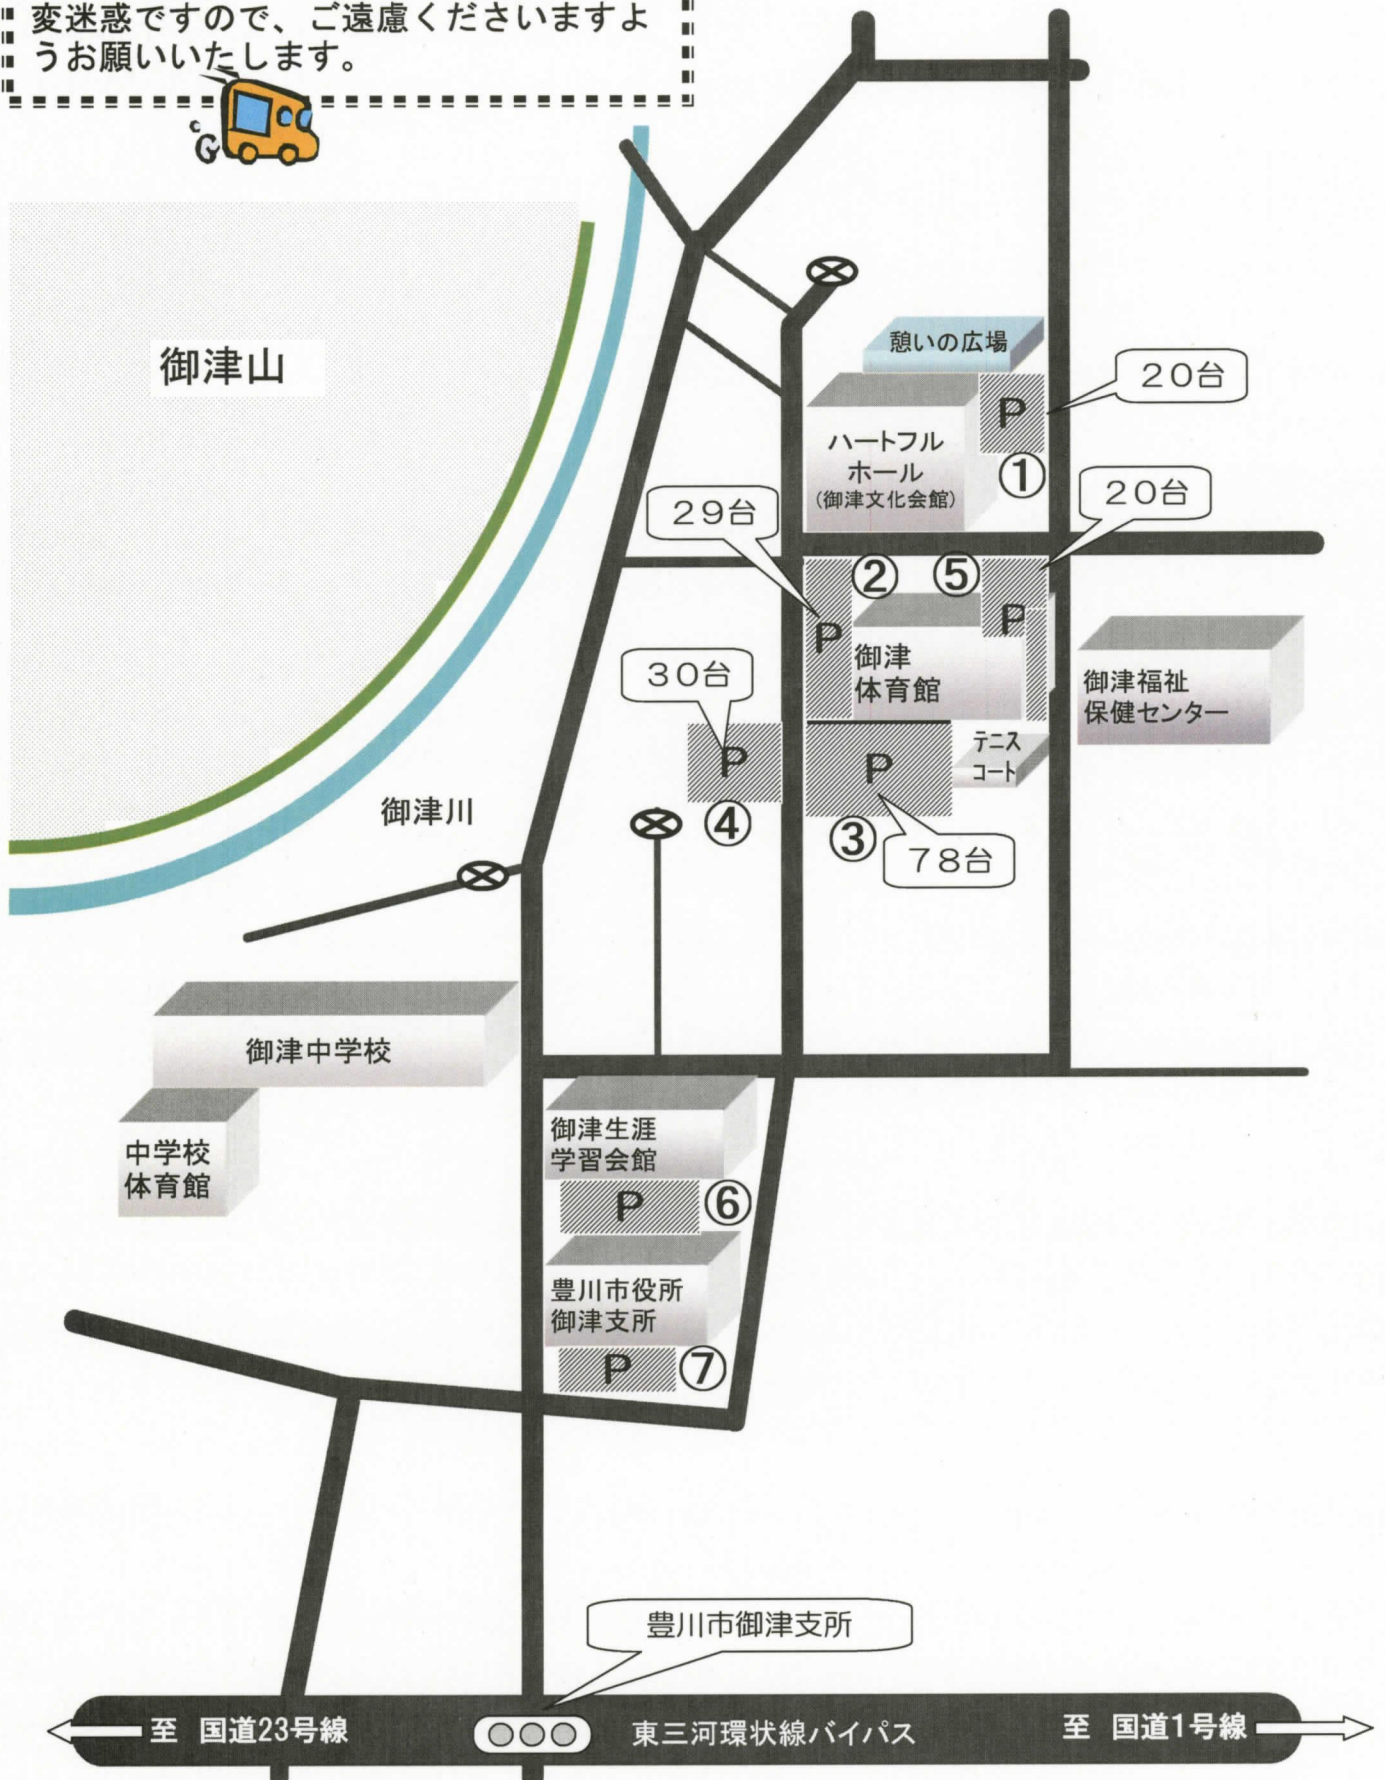 変迷惑ですので、ご遠慮くださいますよ
うお願いいたします。
御津山
憩いの広場
20台
P
ハートフル
ホール
(御津文化会館)
①
20台
29台
②
⑤
P
P
御津
体育館
御津福祉
保健センター
30台
P
④
テニス
コート
P
③
78台
御津川
御津中学校
中学校
体育館
御津生涯
学習会館
P
⑥
豊川市役所
御津支所
P
⑦
豊川市御津支所
至 国道23号線
東三河環状線バイパス
至 国道1号線